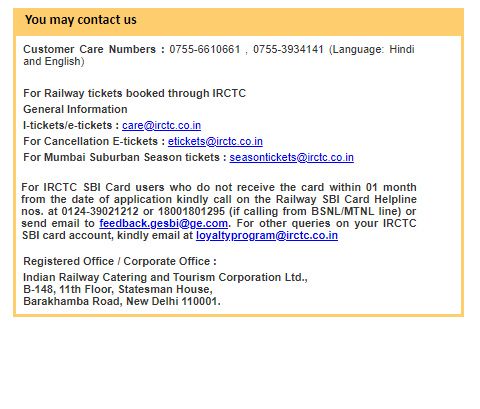 You may contact us
Customer Care Numbers : 0755-6610661 , 0755-3934141 (Language: Hindi
and English)
For Railway tickets booked through IRCTC
General Information
I-tickets/e-tickets : care@irctc.co.in
For Cancellation E-tickets : etickets@irctc.co.in
For Mumbai Suburban Season tickets : seasontickets@irctc.co.in
For IRCTC SBI Card users who do not receive the card within 01 month
from the date of application kindly call on the Railway SBI Card Helpline
nos. at 0124-39021212 or 18001801295 (if calling from BSNL/MTNL line) or
send email to feedback.gesbi@ge.com. For other queries on your IRCTC
SBI card account, kindly email at loyaltyprogram@irctc.co.in
Registered Office / Corporate Office :
Indian Railway Catering and Tourism Corporation Ltd.,
B-148, 11th Floor, Statesman House,
Barakhamba Road, New Delhi 110001.